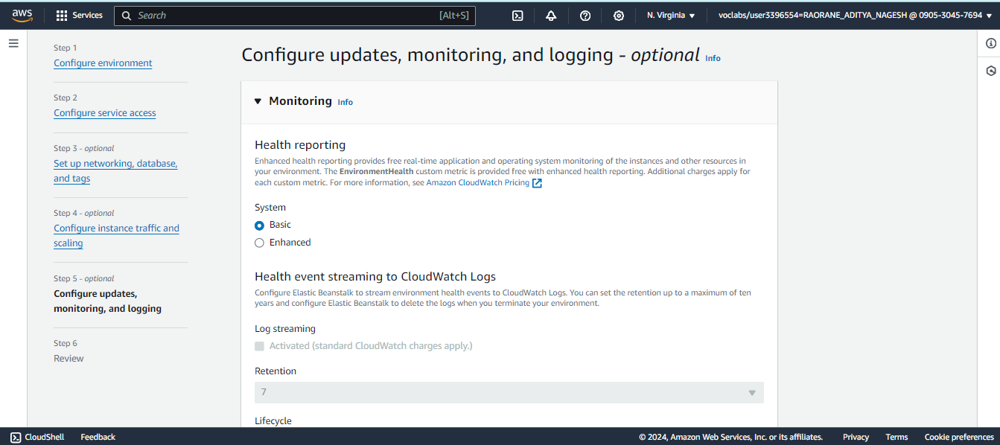 aws
Services
Search
[Alt+S]
N. Virginia
voclabs/user3396554=RAORANE_ADITYA_NAGESH @ 0905-3045-7694
Step 1
Configure environment
Step 2
Configure service access
Step 3 - optional
Set up networking, database,
and tags
Step 4 - optional
Configure instance traffic and
scaling
Step 5 - optional
Configure updates,
monitoring, and logging
Step 6
Review
Configure updates, monitoring, and logging - optional Info
Monitoring Info
Health reporting
Enhanced health reporting provides free real-time application and operating system monitoring of the instances and other resources in
your environment. The EnvironmentHealth custom metric is provided free with enhanced health reporting. Additional charges apply for
each custom metric. For more information, see Amazon CloudWatch Pricing
System
Basic
Enhanced
Health event streaming to CloudWatch Logs
Configure Elastic Beanstalk to stream environment health events to CloudWatch Logs. You can set the retention up to a maximum of ten
years and configure Elastic Beanstalk to delete the logs when you terminate your environment.
Log streaming
Activated (standard CloudWatch charges apply.)
Retention
7
Lifecycle
CloudShell
Feedback
© 2024, Amazon Web Services, Inc. or its affiliates.
Privacy
Terms
Cookie preferences